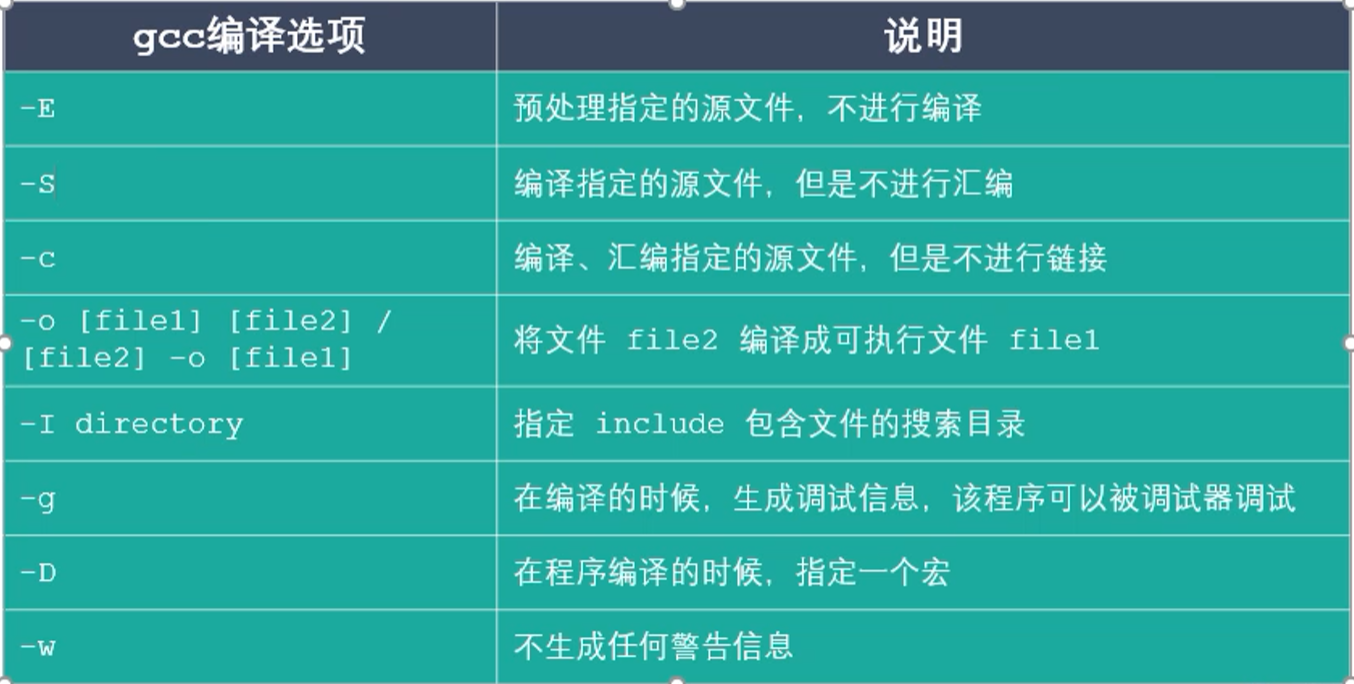 gcc编译选项
说明
-E
预处理指定的源文件，不进行编译
-S
编译指定的源文件，但是不进行汇编
-c
编译、汇编指定的源文件，但是不进行链接
-o [file1] [file2] /
[file2] -o [file1]
将文件 file2 编译成可执行文件 file1
-I directory
指定 include 包含文件的搜索目录
-g
在编译的时候，生成调试信息，该程序可以被调试器调试
-D
在程序编译的时候，指定一个宏
-w
不生成任何警告信息